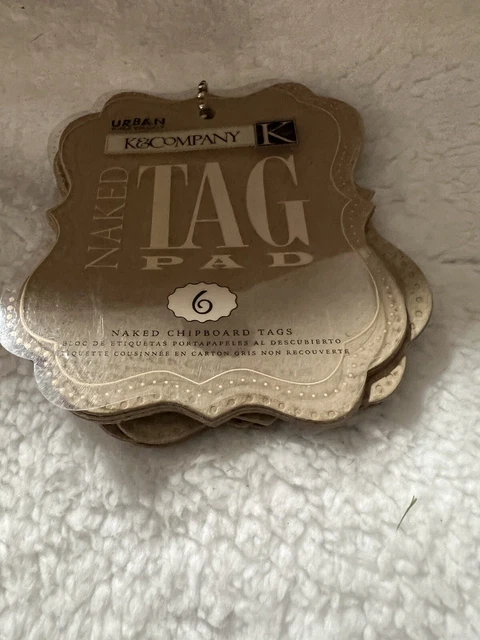 URBAN
K&COMPANY K
NAKED
TAG
PAD
6
NAKED CHIPBOARD TAGS
BLOC DE ETIQUETAS PORTAPAPELES AL DESCUBIERTO
ETIQUETTE COUSINNÉE EN CARTON GRIS NON RECOUVERTE